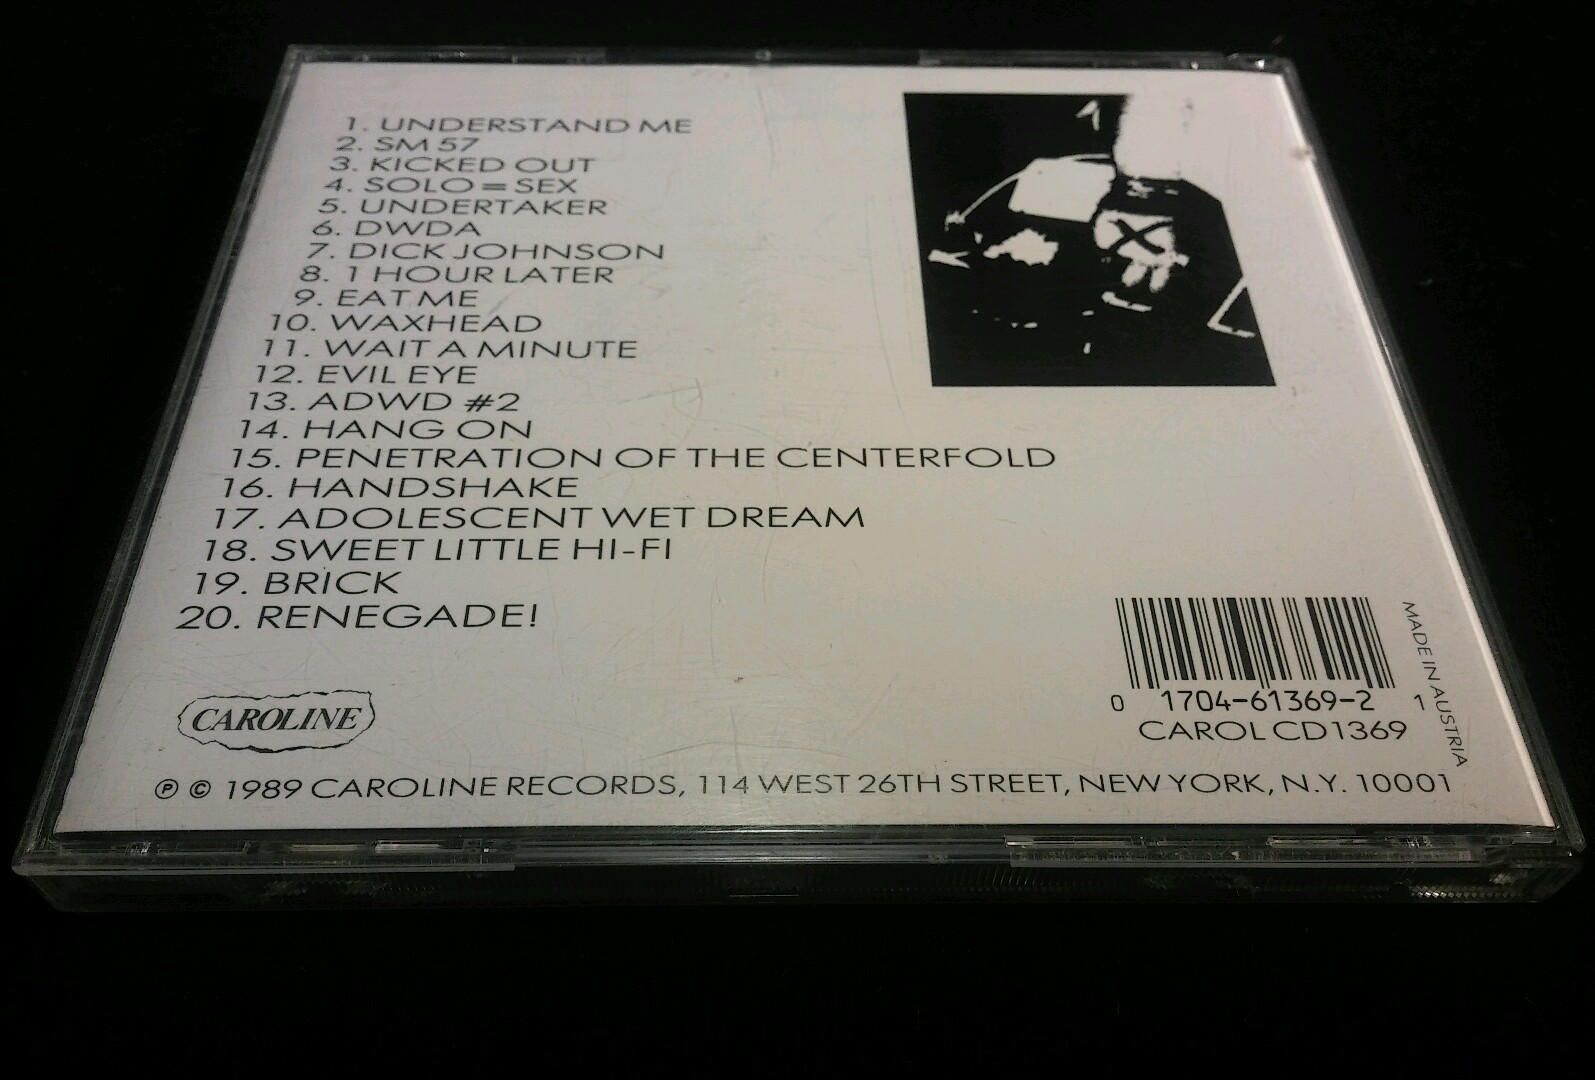 1. UNDERSTAND ME
2. SM 57
3. KICKED OUT
4. SOLO = SEX
5. UNDERTAKER
6. DWDA
7. DICK JOHNSON
8. 1 HOUR LATER
9. EAT ME
10. WAXHEAD
11. WAIT A MINUTE
12. EVIL EYE
13. ADWD #2
14. HANG ON
15. PENETRATION OF THE CENTERFOLD
16. HANDSHAKE
17. ADOLESCENT WET DREAM
18. SWEET LITTLE HI-FI
19. BRICK
20. RENEGADE!
CAROLINE
0 1704-61369-2 1
CAROL CD 1369
MADE IN AUSTRIA
℗ © 1989 CAROLINE RECORDS, 114 WEST 26TH STREET, NEW YORK, N.Y. 10001